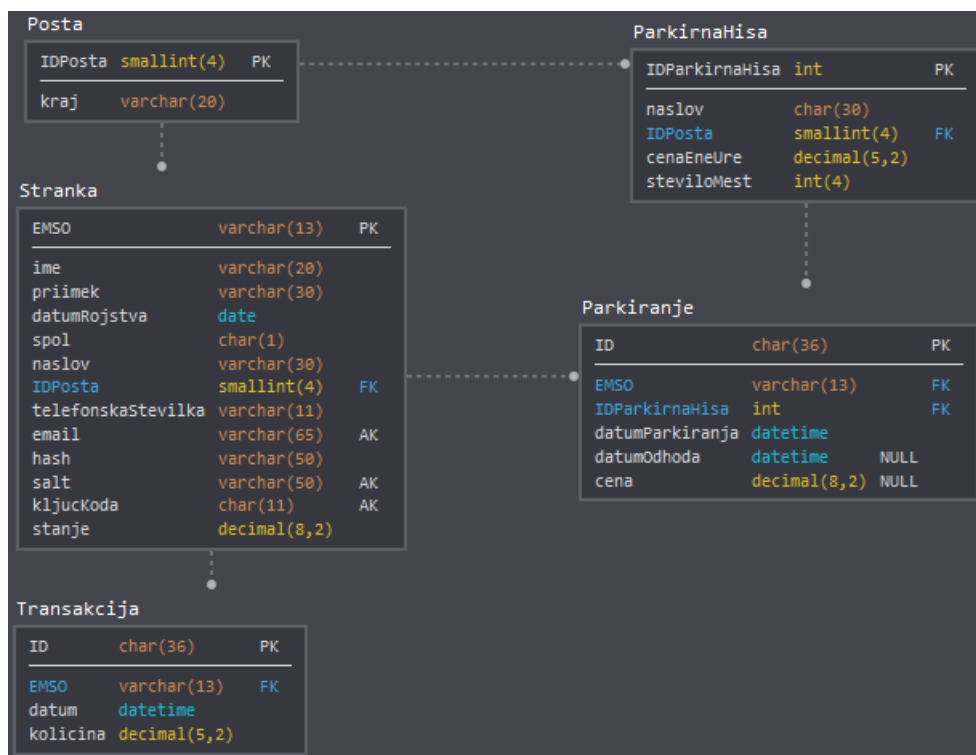 Posta
IDPosta smallint(4) PK
kraj varchar(20)
ParkirnaHisa
IDParkirnaHisa int PK
naslov char(30)
IDPosta smallint(4) FK
cenaEneUre decimal(5,2)
steviloMest int(4)
Stranka
EMSO varchar(13) PK
ime varchar(20)
priimek varchar(30)
datumRojstva date
spol char(1)
naslov varchar(30)
IDPosta smallint(4) FK
telefonskaStevilka varchar(11)
email varchar(65) AK
hash varchar(50)
salt varchar(50) AK
kljucKoda char(11) AK
stanje decimal(8,2)
Parkiranje
ID char(36) PK
EMSO varchar(13) FK
IDParkirnaHisa int FK
datumParkiranja datetime
datumOdhoda datetime NULL
cena decimal(8,2) NULL
Transakcija
ID char(36) PK
EMSO varchar(13) FK
datum datetime
kolicina decimal(5,2)